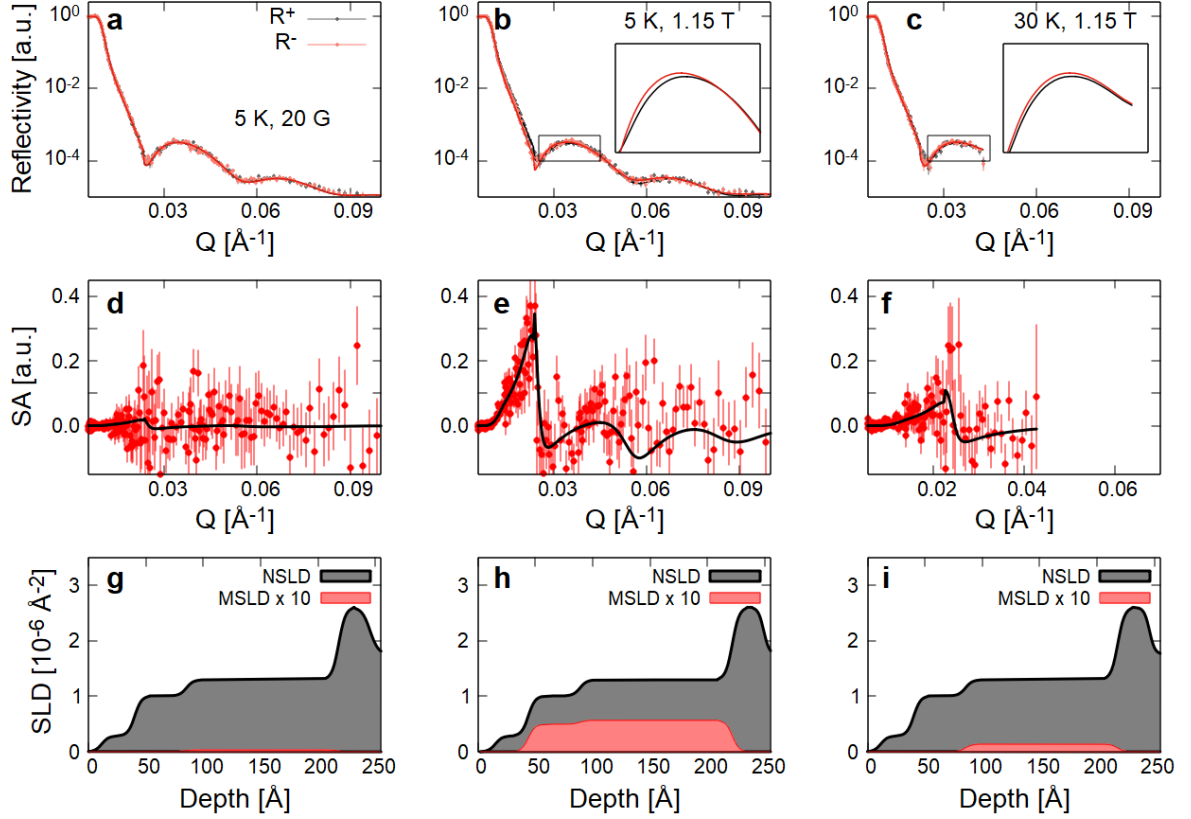 a
R⁺
R⁻
5 K, 20 G
Reflectivity [a.u.]
10⁰
10⁻²
10⁻⁴
0.03
0.06
0.09
Q [Å⁻¹]
b
5 K, 1.15 T
10⁰
10⁻²
10⁻⁴
0.03
0.06
0.09
Q [Å⁻¹]
c
30 K, 1.15 T
10⁰
10⁻²
10⁻⁴
0.03
0.06
0.09
Q [Å⁻¹]
d
SA [a.u.]
0.4
0.2
0.0
0.03
0.06
0.09
Q [Å⁻¹]
e
0.4
0.2
0.0
0.03
0.06
0.09
Q [Å⁻¹]
f
0.4
0.2
0.0
0.02
0.04
0.06
Q [Å⁻¹]
g
NSLD
MSLD x 10
SLD [10⁻⁶ Å⁻²]
3
2
1
0
0
50
100
150
200
250
Depth [Å]
h
NSLD
MSLD x 10
3
2
1
0
0
50
100
150
200
250
Depth [Å]
i
NSLD
MSLD x 10
3
2
1
0
0
50
100
150
200
250
Depth [Å]